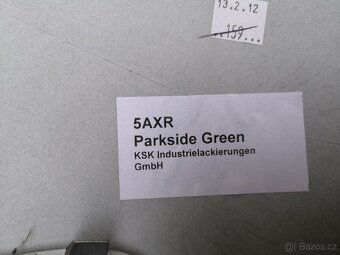 13.2.12
..159...
5AXR
Parkside Green
KSK Industrielackierungen
GmbH
Bazos.cz